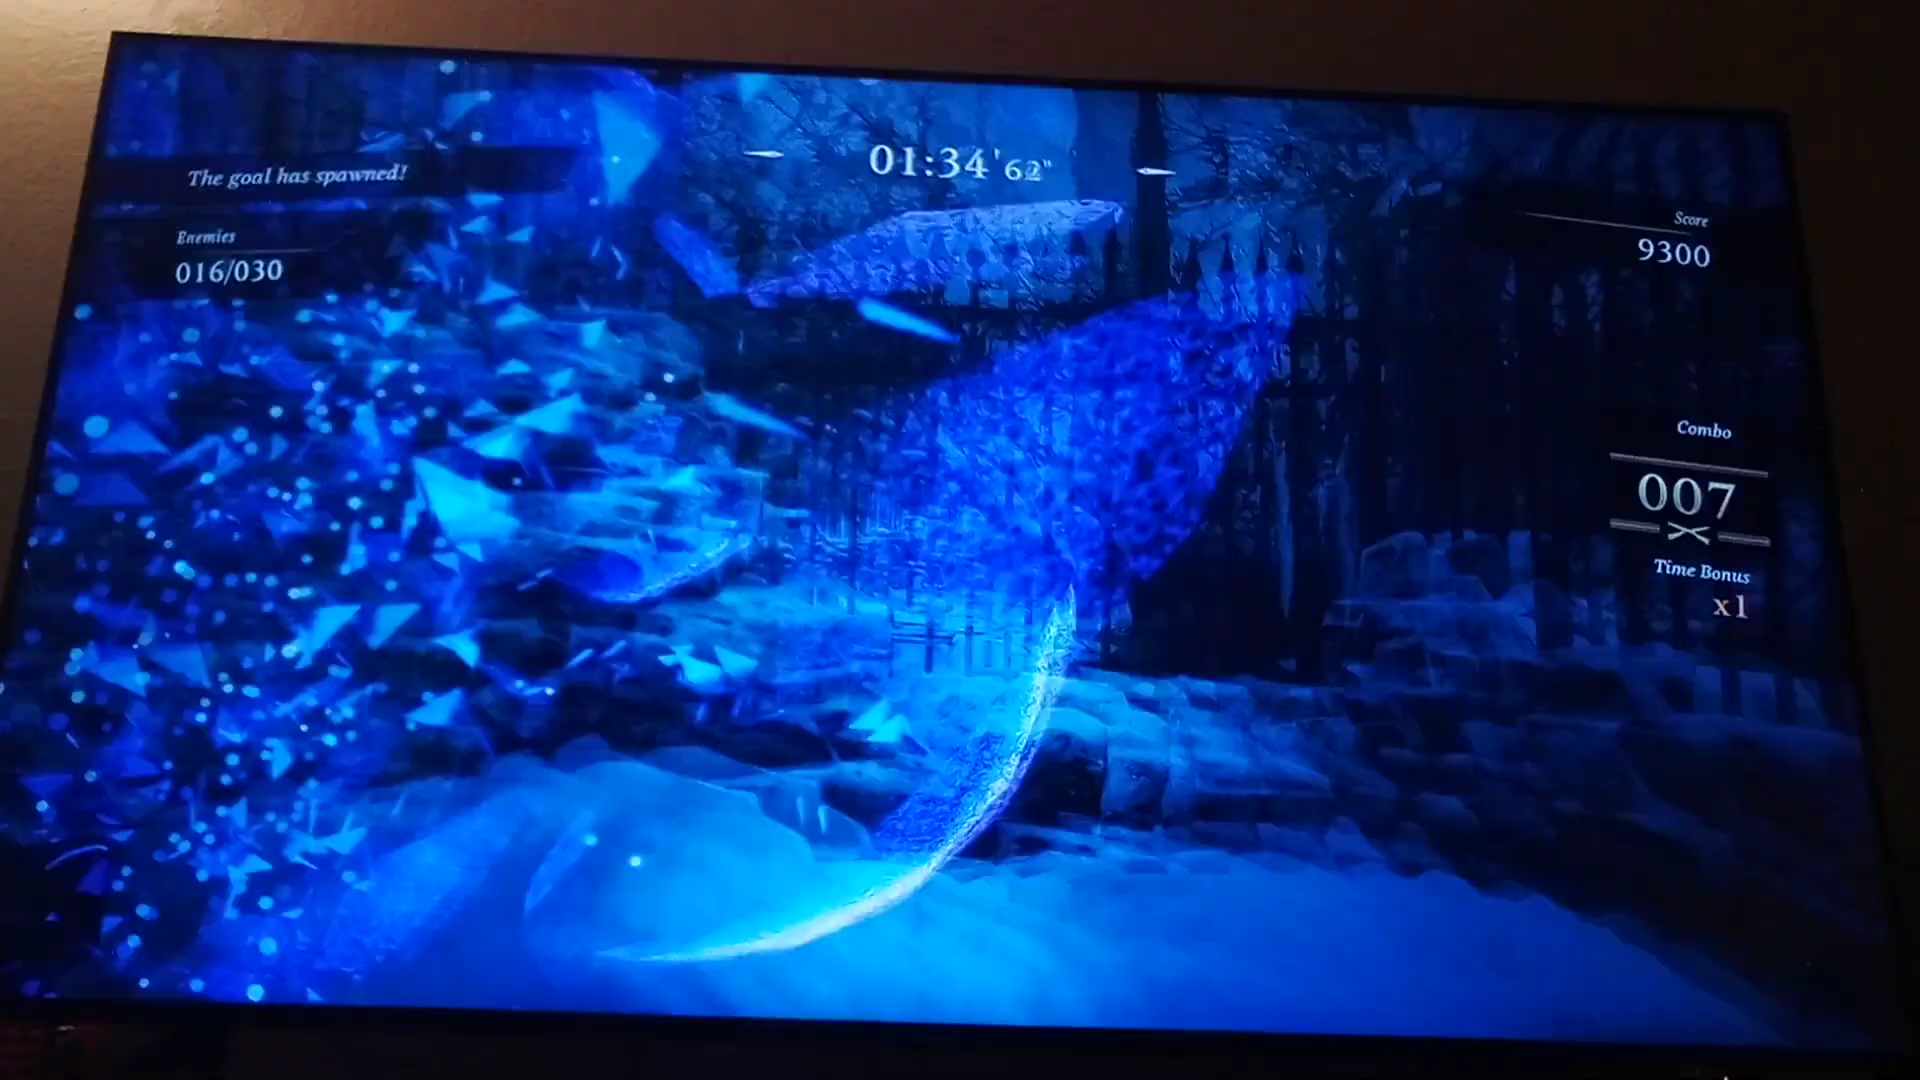 The goal has spawned!
01:34'62"
Enemies
016/030
Score
9300
Combo
007
Time Bonus
x1